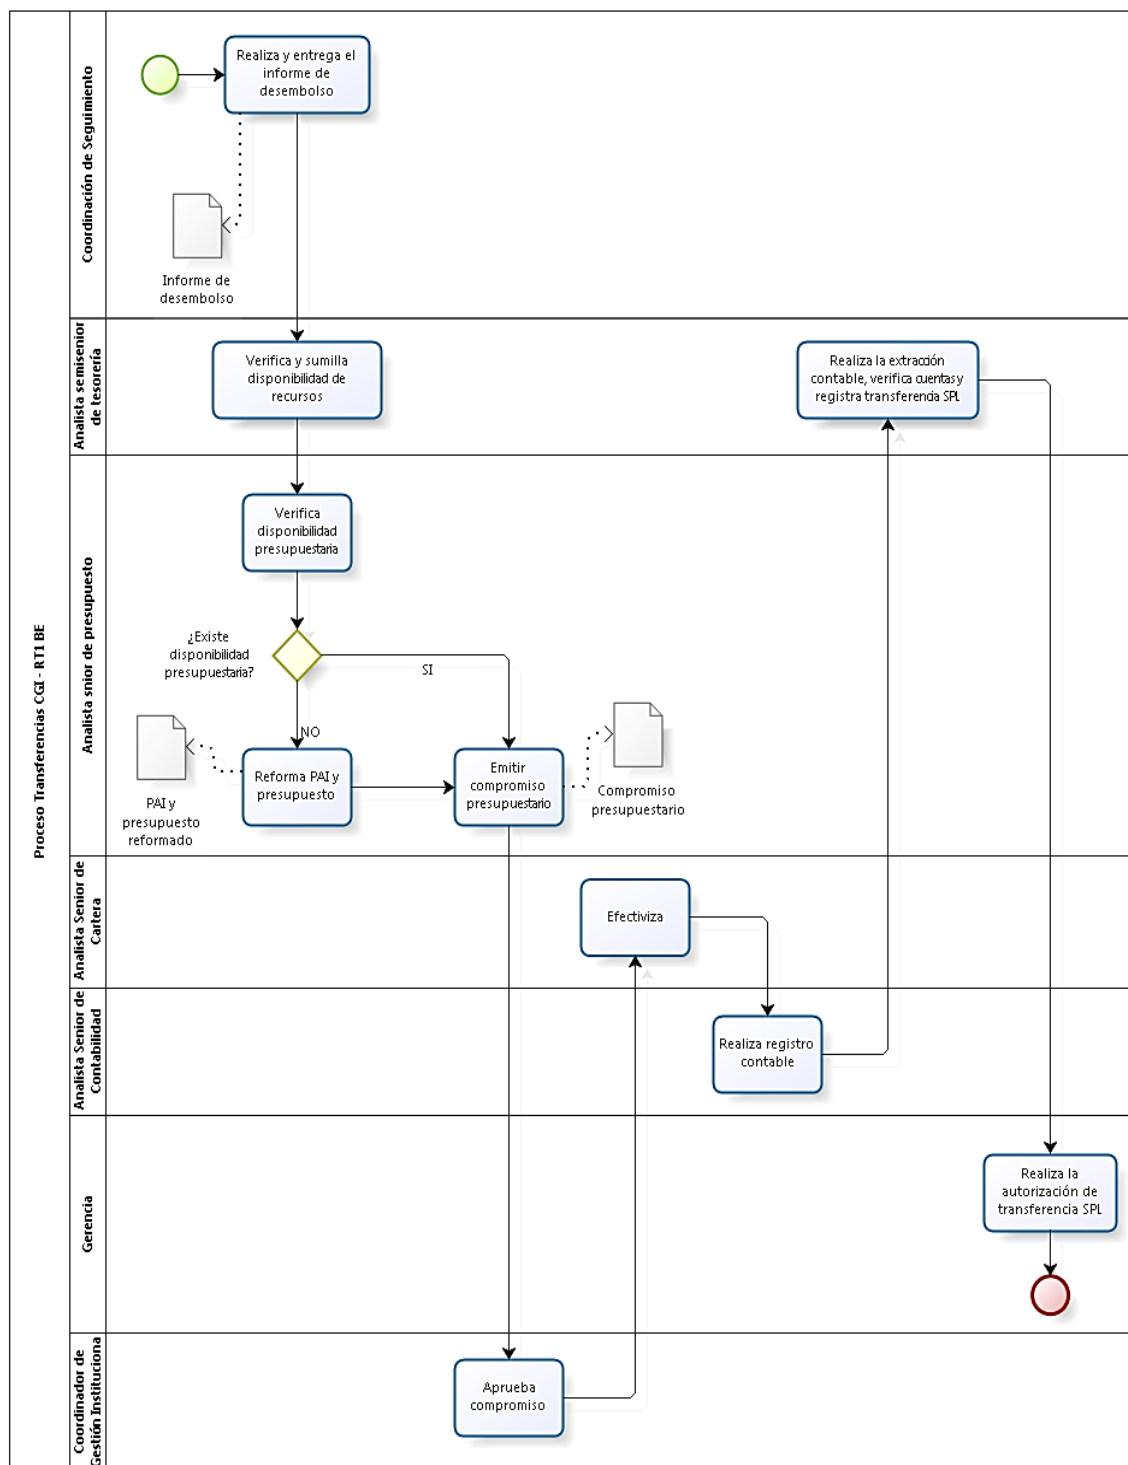 Proceso Transferencias CGI - RT1 BE
Coordinación de Seguimiento
Realiza y entrega el
informe de
desembolso
Informe de
desembolso
Analista semisenior
de tesorería
Verifica y sumilla
disponibilidad de
recursos
Realiza la extracción
contable, verifica cuentas y
registra transferencia SPL
Analista snior de presupuesto
Verifica
disponibilidad
presupuestaria
¿Existe
disponibilidad
presupuestaria?
SI
NO
Reforma PAI y
presupuesto
PAI y
presupuesto
reformado
Emitir
compromiso
presupuestario
Compromiso
presupuestario
Analista Senior de
Cartera
Efectiviza
Analista Senior de
Contabilidad
Realiza registro
contable
Gerencia
Realiza la
autorización de
transferencia SPL
Coordinador de
Gestión Instituciona
Aprueba
compromiso